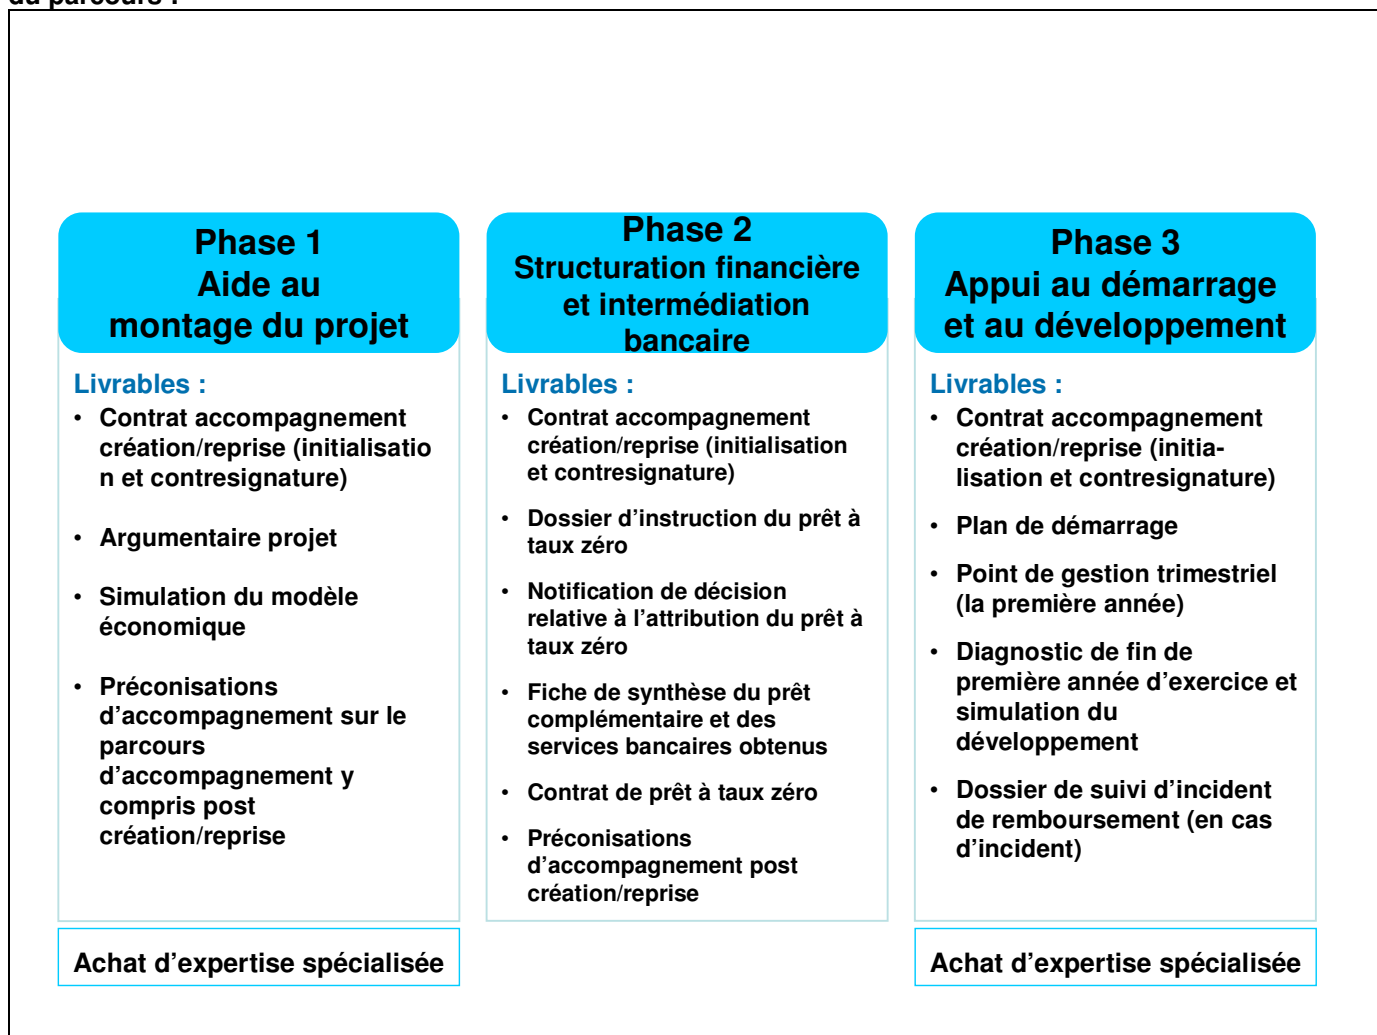 du parcours :
Phase 1
Aide au
montage du projet
Livrables :
• Contrat accompagnement
création/reprise (initialisatio
n et contresignature)
• Argumentaire projet
• Simulation du modèle
économique
• Préconisations
d’accompagnement sur le
parcours
d’accompagnement y
compris post
création/reprise
Achat d’expertise spécialisée
Phase 2
Structuration financière
et intermédiation
bancaire
Livrables :
• Contrat accompagnement
création/reprise (initialisation
et contresignature)
• Dossier d’instruction du prêt à
taux zéro
• Notification de décision
relative à l’attribution du prêt à
taux zéro
• Fiche de synthèse du prêt
complémentaire et des
services bancaires obtenus
• Contrat de prêt à taux zéro
• Préconisations
d’accompagnement post
création/reprise
Phase 3
Appui au démarrage
et au développement
Livrables :
• Contrat accompagnement
création/reprise (initia-
lisation et contresignature)
• Plan de démarrage
• Point de gestion trimestriel
(la première année)
• Diagnostic de fin de
première année d’exercice et
simulation du
développement
• Dossier de suivi d’incident
de remboursement (en cas
d’incident)
Achat d’expertise spécialisée